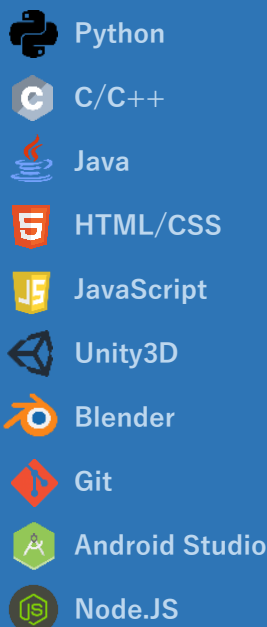 Python
C/C++
Java
HTML/CSS
JavaScript
Unity3D
Blender
Git
Android Studio
Node.JS